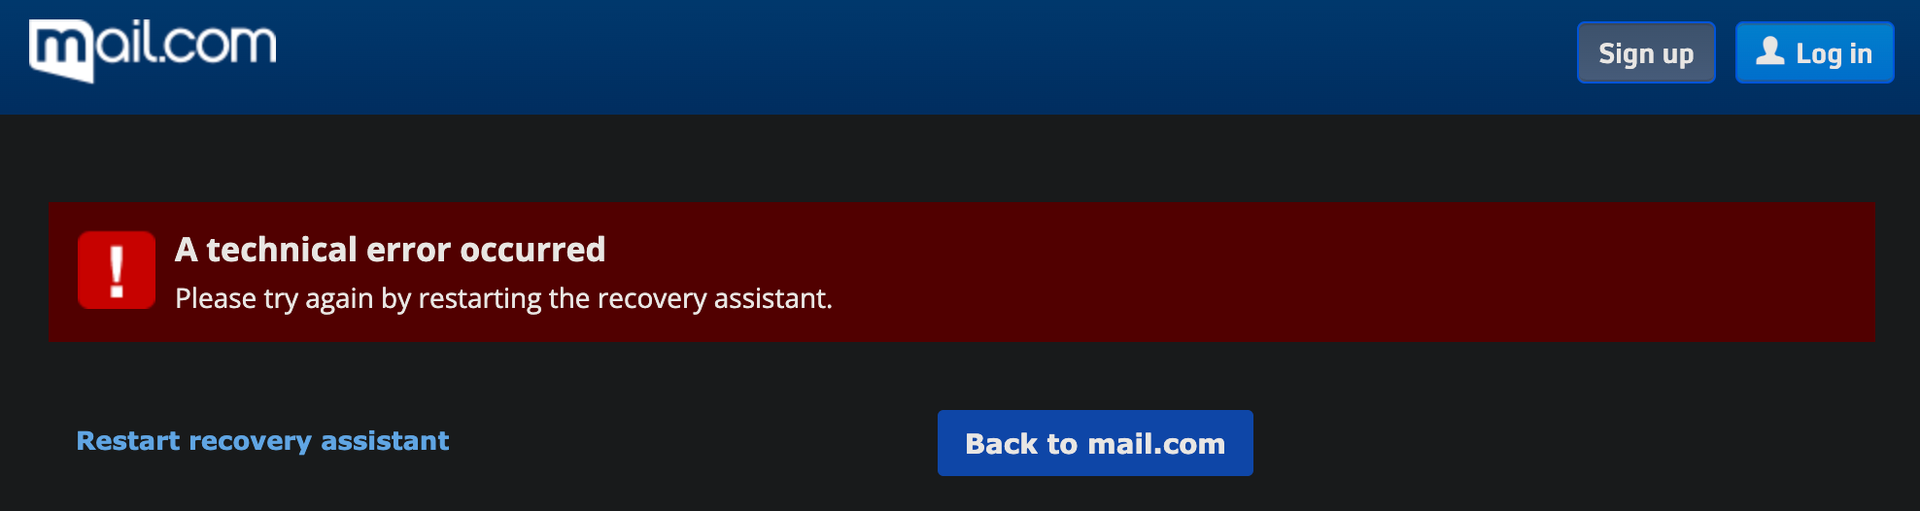 mail.com
Sign up
Log in
A technical error occurred
Please try again by restarting the recovery assistant.
Restart recovery assistant
Back to mail.com